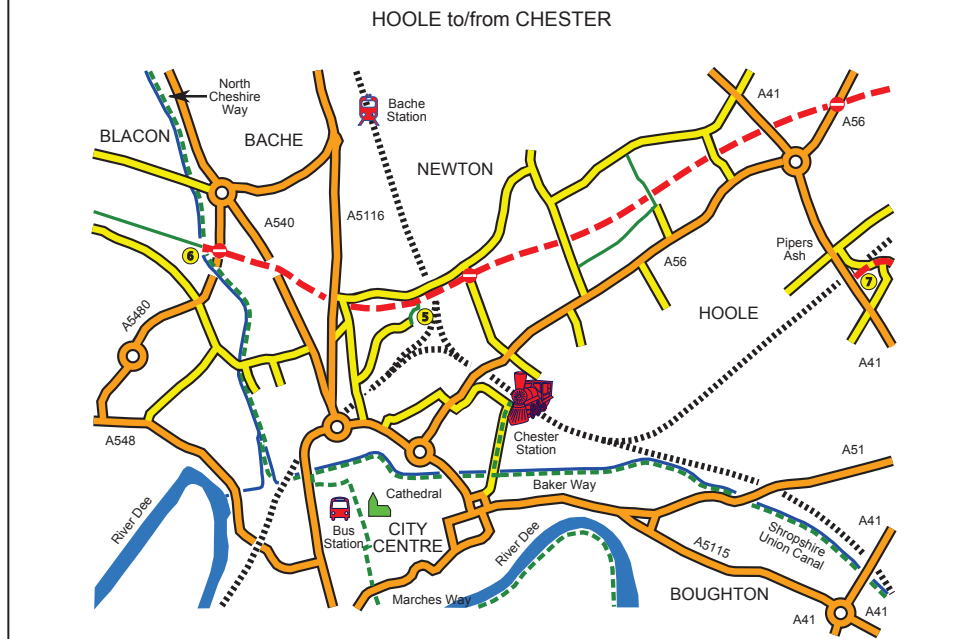 HOOLE to/from CHESTER
North
Cheshire
Way
Bache
Station
A41
A56
BLACON
BACHE
NEWTON
A540
A5116
6
A56
Pipers
Ash
7
A5480
5
HOOLE
A41
A548
Chester
Station
A51
River Dee
Cathedral
Baker Way
Bus
Station
CITY
CENTRE
River Dee
A5115
Shropshire
Union Canal
A41
Marches Way
BOUGHTON
A41
A41